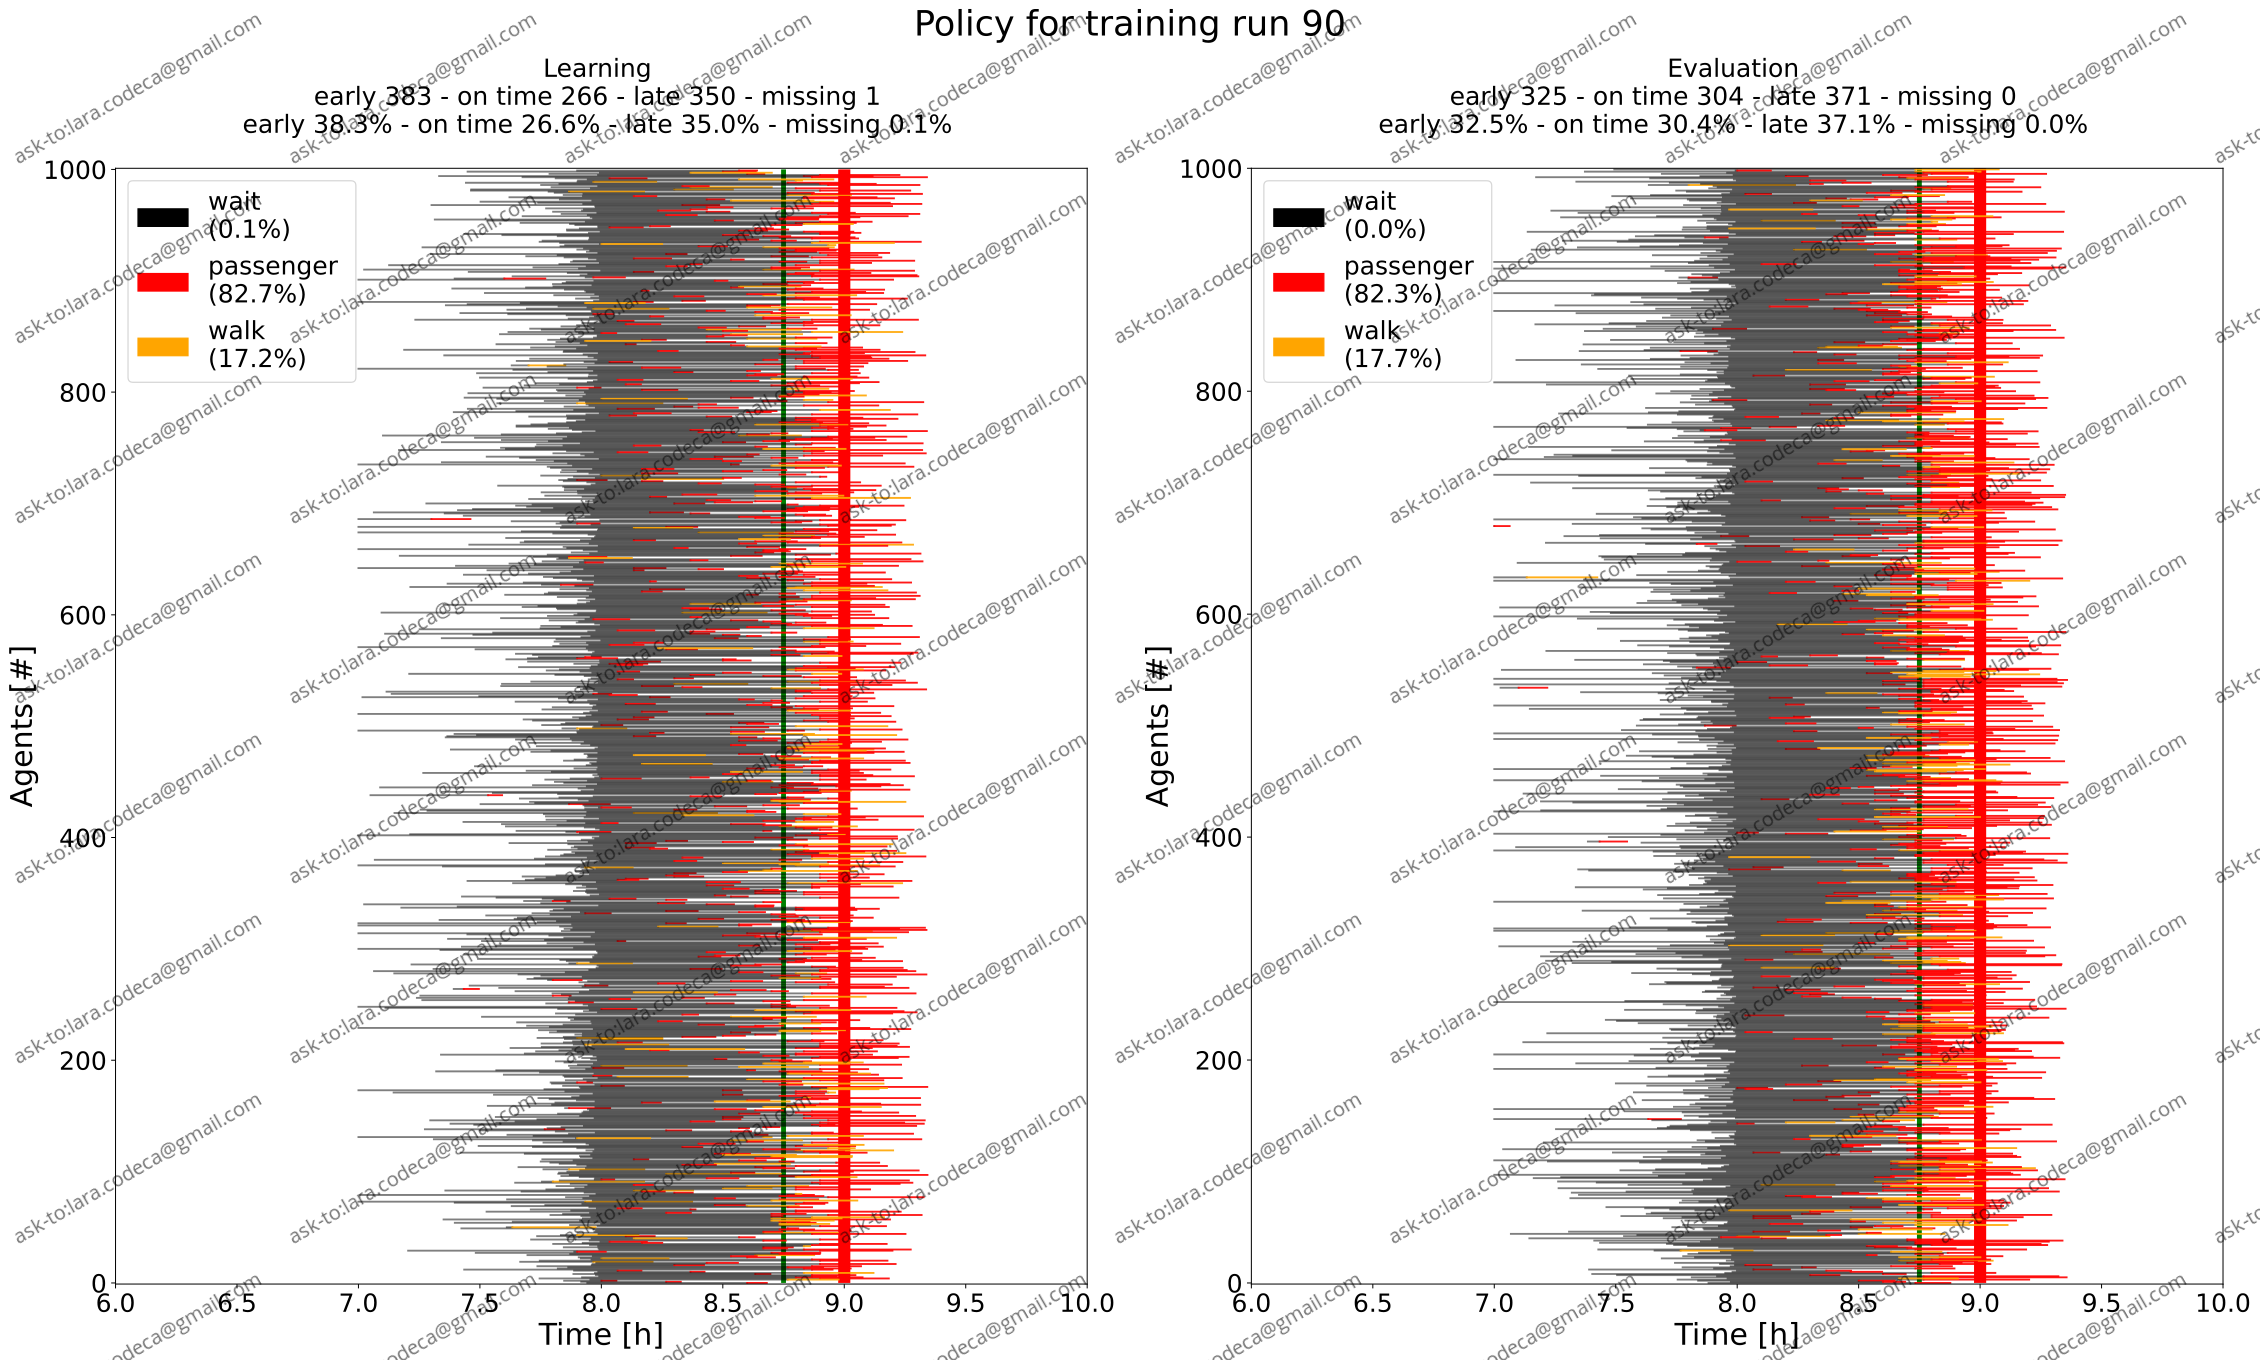 Policy for training run 90
Learning
early 383 - on time 266 - late 350 - missing 1
early 38.3% - on time 26.6% - late 35.0% - missing 0.1%
wait
(0.1%)
passenger
(82.7%)
walk
(17.2%)
1000
800
600
400
200
0
Agents [#]
6.0 6.5 7.0 7.5 8.0 8.5 9.0 9.5 10.0
Time [h]
Evaluation
early 325 - on time 304 - late 371 - missing 0
early 32.5% - on time 30.4% - late 37.1% - missing 0.0%
wait
(0.0%)
passenger
(82.3%)
walk
(17.7%)
1000
800
600
400
200
0
Agents [#]
6.0 6.5 7.0 7.5 8.0 8.5 9.0 9.5 10.0
Time [h]
ask-to:lara.codeca@gmail.com